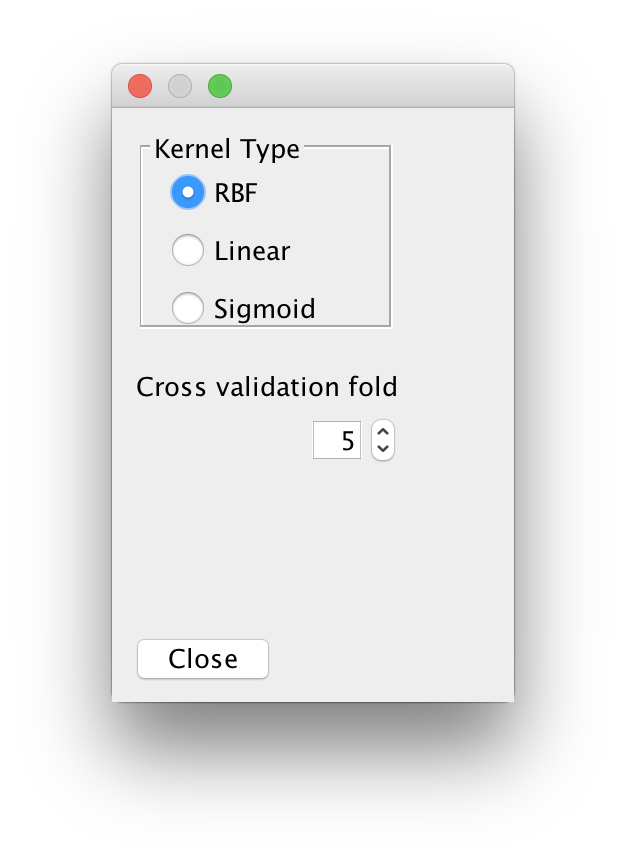 Kernel Type
RBF
Linear
Sigmoid
Cross validation fold
5
Close